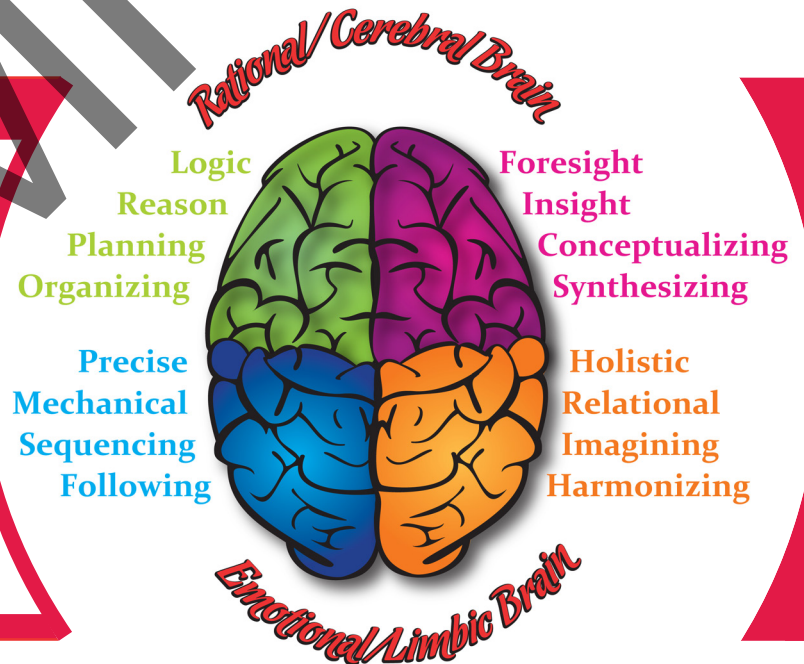 Rational/Cerebral Brain
Logic
Reason
Planning
Organizing
Foresight
Insight
Conceptualizing
Synthesizing
Precise
Mechanical
Sequencing
Following
Holistic
Relational
Imagining
Harmonizing
Emotional/Limbic Brain